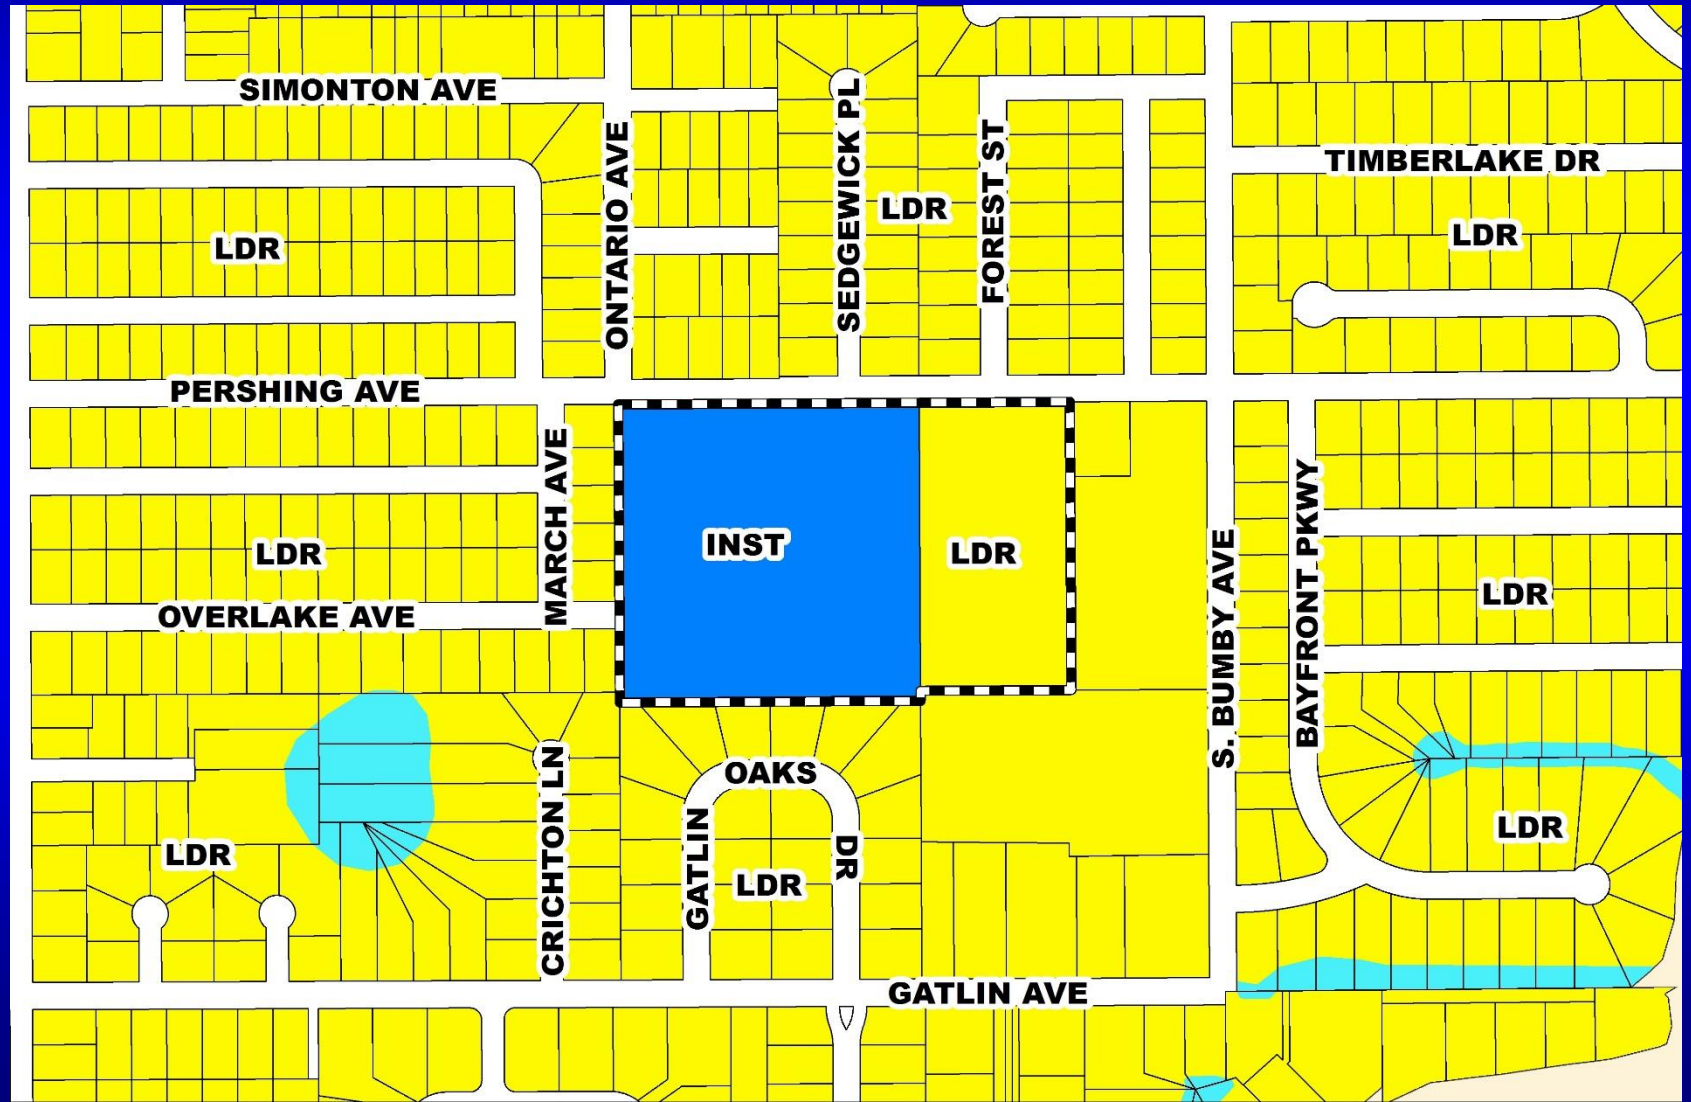 SIMONTON AVE
ONTARIO AVE
SEDGEWICK PL
FOREST ST
TIMBERLAKE DR
LDR
LDR
LDR
PERSHING AVE
MARCH AVE
INST
LDR
LDR
S. BUMBY AVE
BAYFRONT PKWY
LDR
OVERLAKE AVE
OAKS
GATLIN
DR
CRICHTON LN
LDR
LDR
LDR
GATLIN AVE